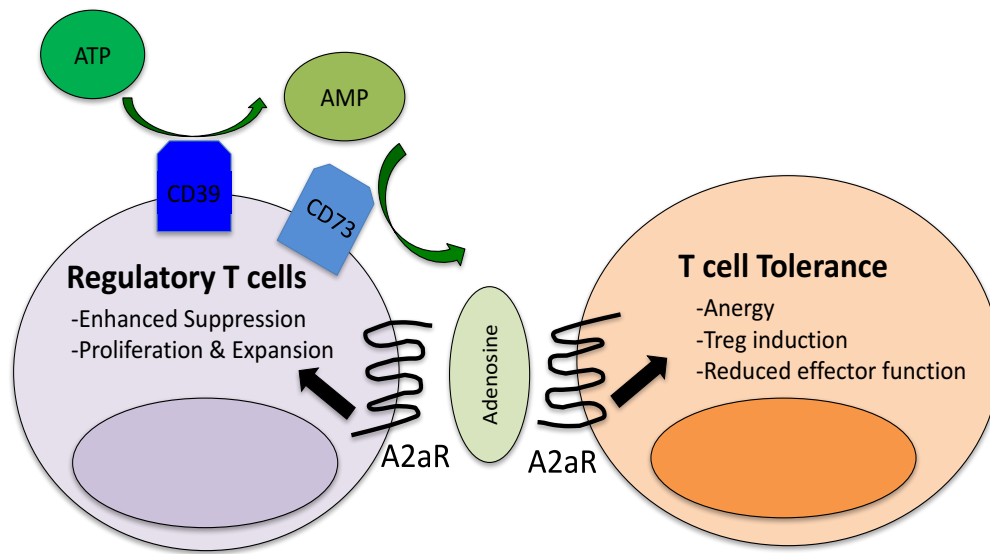 ATP
AMP
CD39
CD73
Regulatory T cells
-Enhanced Suppression
-Proliferation & Expansion
A2aR
Adenosine
A2aR
T cell Tolerance
-Anergy
-Treg induction
-Reduced effector function